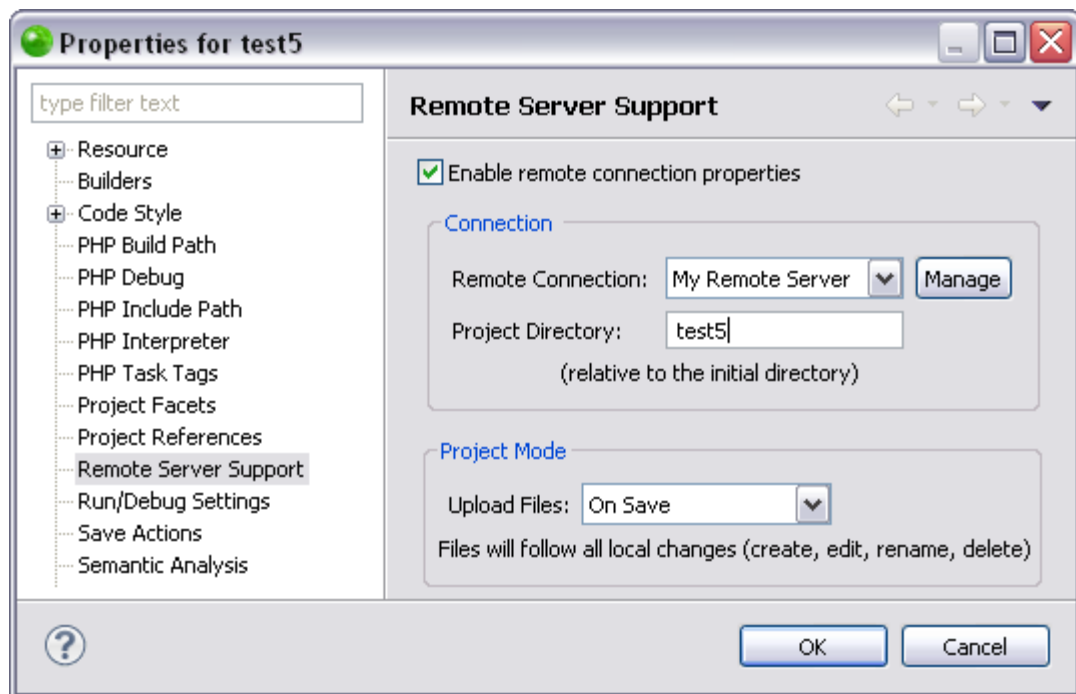 Properties for test5
type filter text
Resource
Builders
Code Style
PHP Build Path
PHP Debug
PHP Include Path
PHP Interpreter
PHP Task Tags
Project Facets
Project References
Remote Server Support
Run/Debug Settings
Save Actions
Semantic Analysis
Remote Server Support
Enable remote connection properties
Connection
Remote Connection: My Remote Server Manage
Project Directory: test5
(relative to the initial directory)
Project Mode
Upload Files: On Save
Files will follow all local changes (create, edit, rename, delete)
? OK Cancel